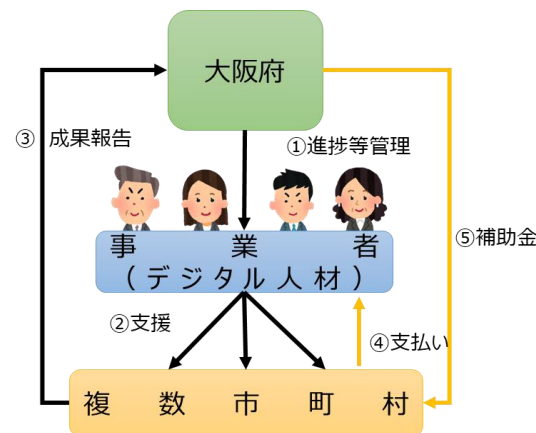 大阪府
③ 成果報告
①進捗等管理
事業者
(デジタル人材)
⑤補助金
②支援
④支払い
複数市町村